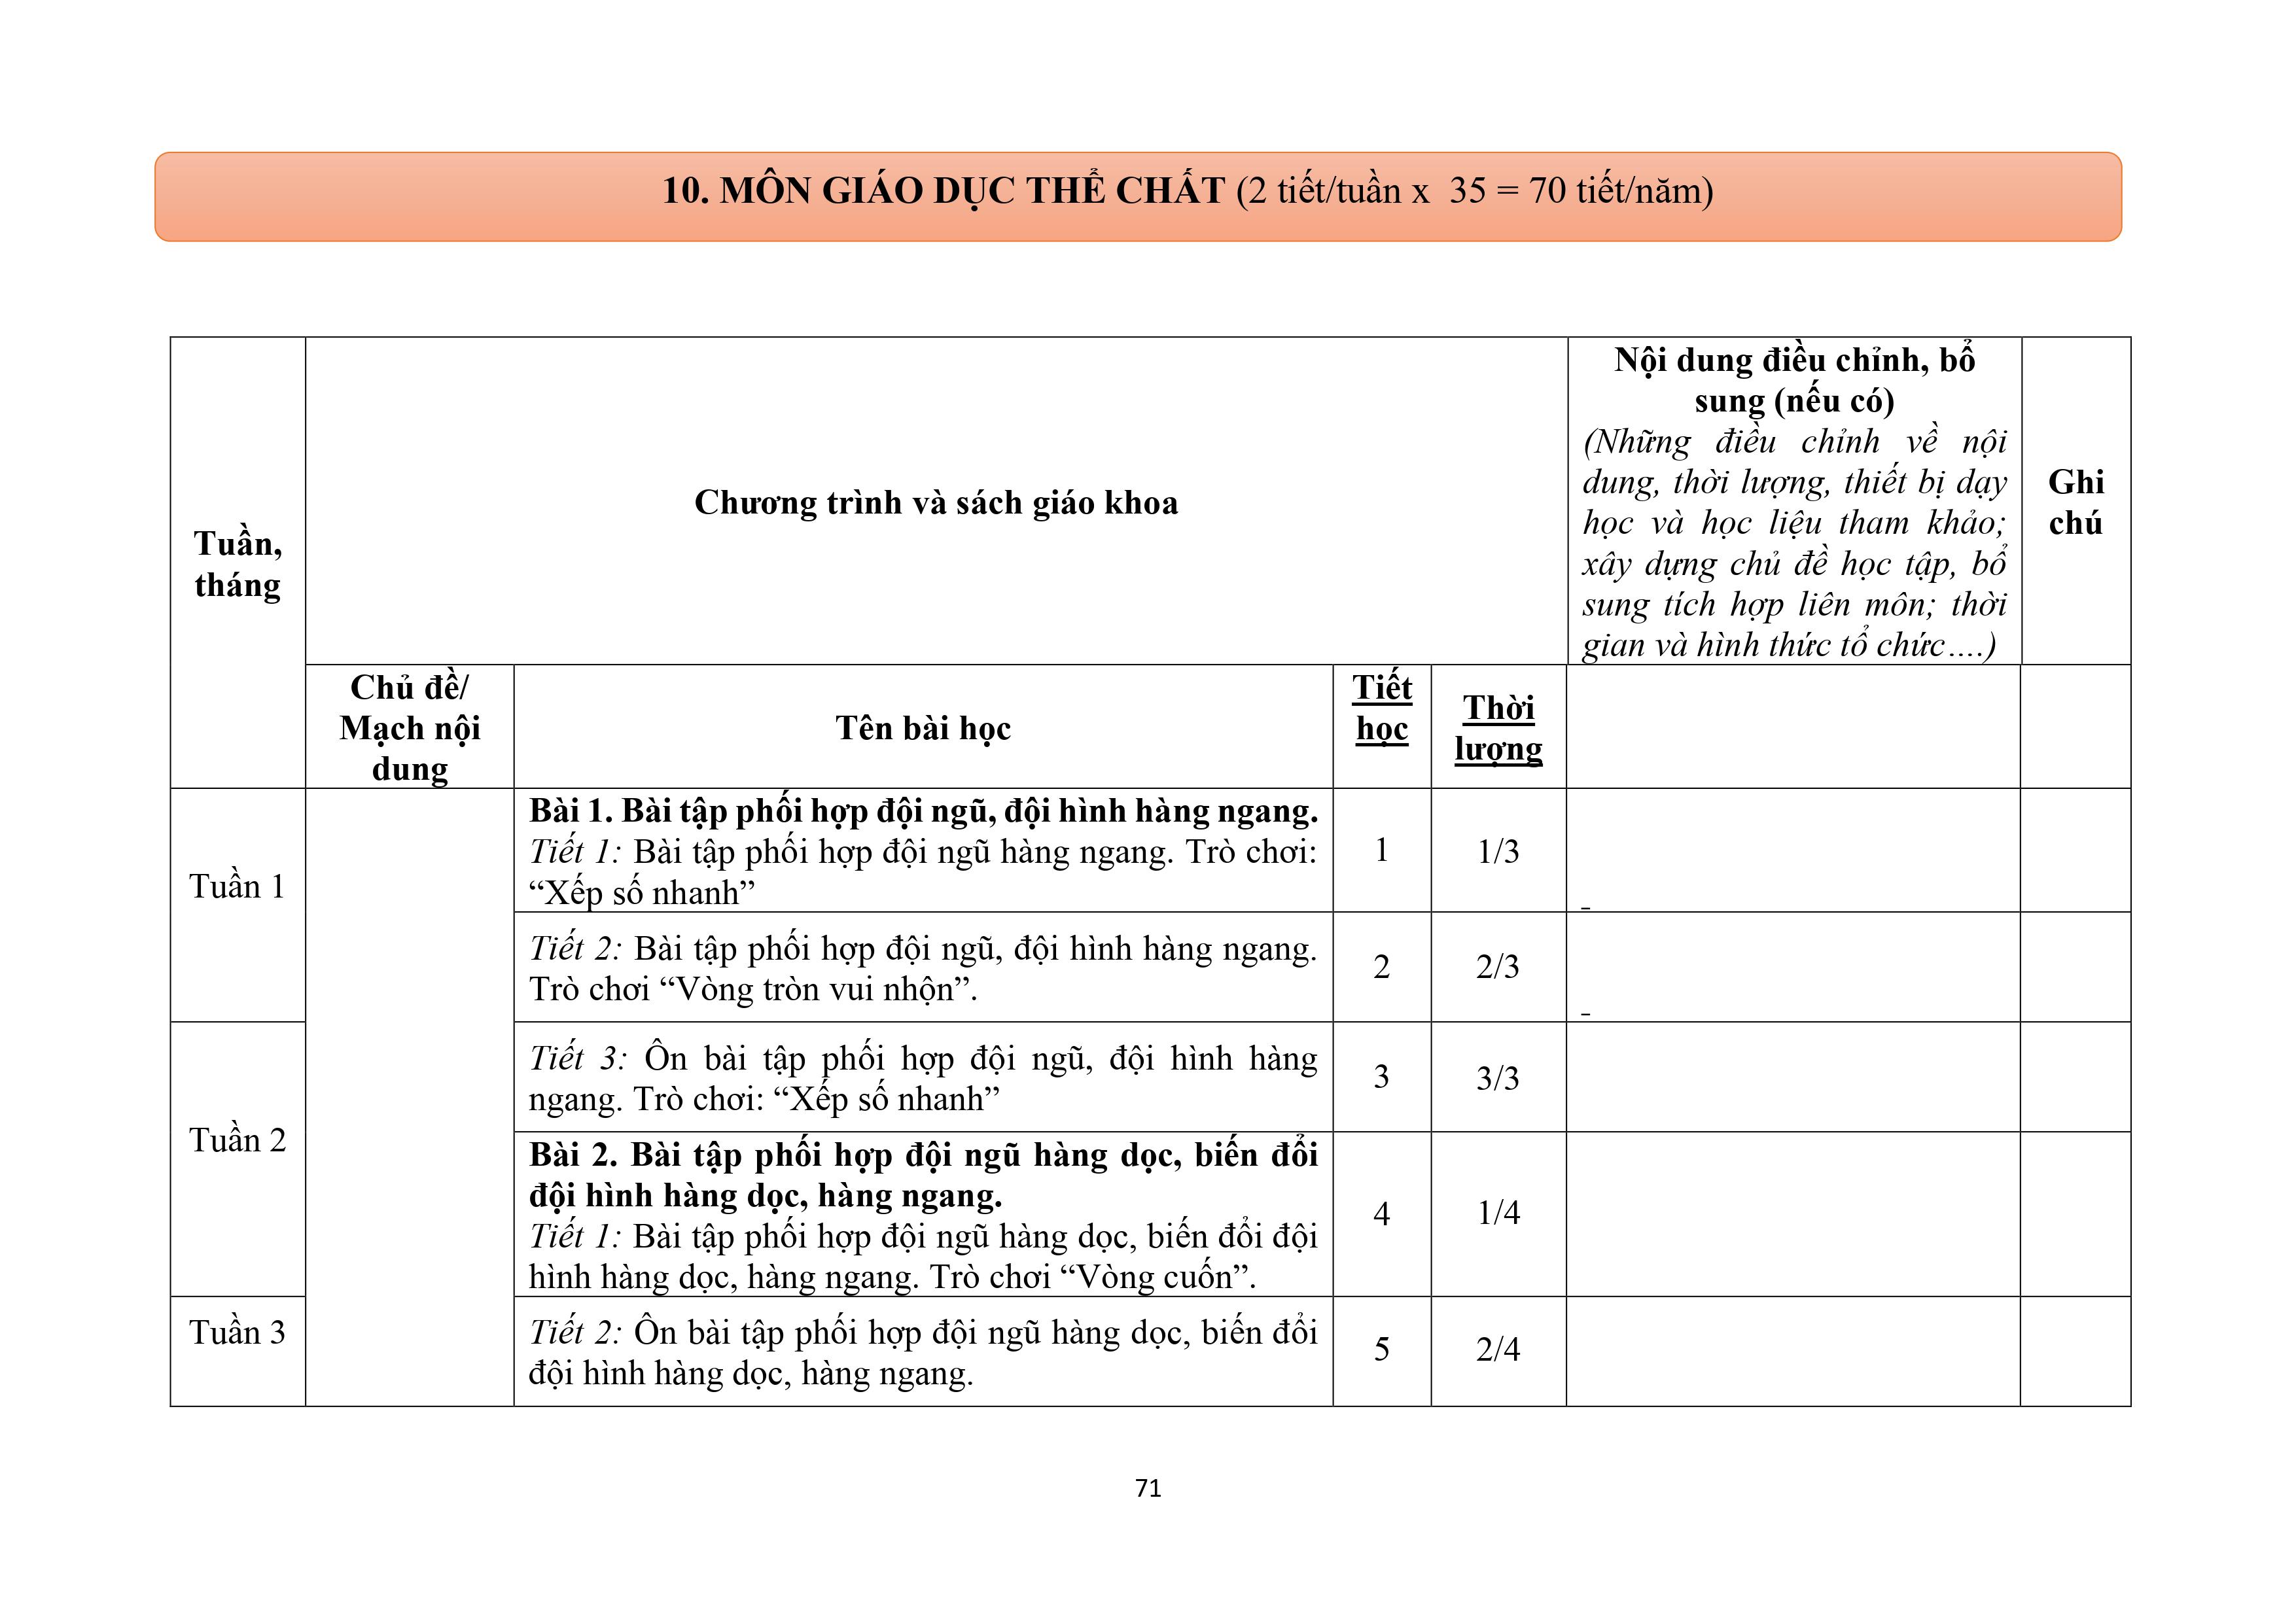 10. MÔN GIÁO DỤC THỂ CHẤT (2 tiết/tuần x 35 = 70 tiết/năm)
Tuần,
tháng
Chương trình và sách giáo khoa
Nội dung điều chỉnh, bổ
sung (nếu có)
(Những điều chỉnh về nội
dung, thời lượng, thiết bị dạy
học và học liệu tham khảo;
xây dựng chủ đề học tập, bổ
sung tích hợp liên môn; thời
gian và hình thức tổ chức….)
Ghi
chú
Chủ đề/
Mạch nội
dung
Tên bài học
Tiết
học
Thời
lượng
Tuần 1
Bài 1. Bài tập phối hợp đội ngũ, đội hình hàng ngang.
Tiết 1: Bài tập phối hợp đội ngũ hàng ngang. Trò chơi:
“Xếp số nhanh”
1
1/3
-
Tiết 2: Bài tập phối hợp đội ngũ, đội hình hàng ngang.
Trò chơi “Vòng tròn vui nhộn”.
2
2/3
-
Tuần 2
Tiết 3: Ôn bài tập phối hợp đội ngũ, đội hình hàng
ngang. Trò chơi: “Xếp số nhanh”
3
3/3
Bài 2. Bài tập phối hợp đội ngũ hàng dọc, biến đổi
đội hình hàng dọc, hàng ngang.
Tiết 1: Bài tập phối hợp đội ngũ hàng dọc, biến đổi đội
hình hàng dọc, hàng ngang. Trò chơi “Vòng cuốn”.
4
1/4
Tuần 3
Tiết 2: Ôn bài tập phối hợp đội ngũ hàng dọc, biến đổi
đội hình hàng dọc, hàng ngang.
5
2/4
71